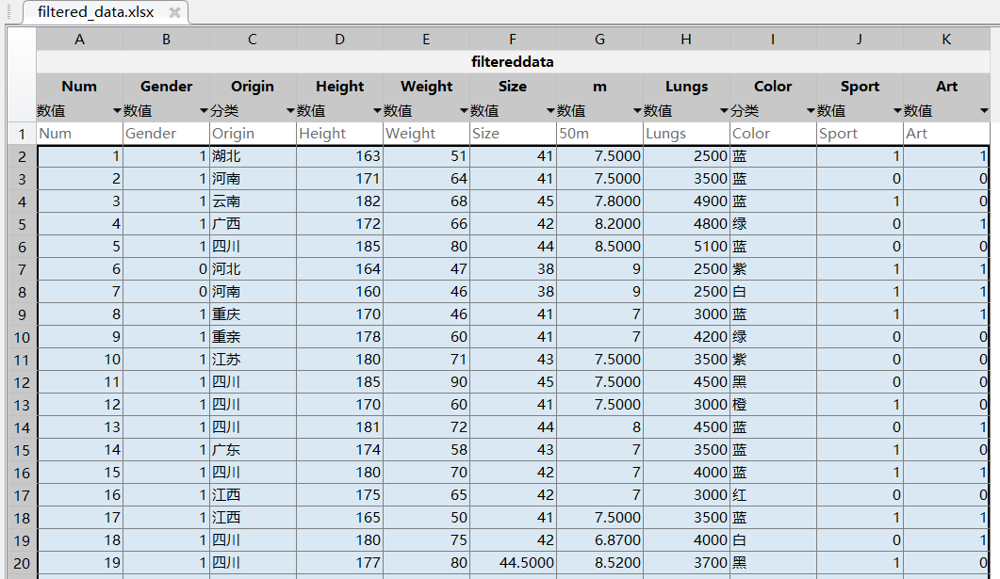 filtered_data.xlsx
A B C D E F G H I J K
filtereddata
Num Gender Origin Height Weight Size m Lungs Color Sport Art
数值 数值 分类 数值 数值 数值 数值 数值 分类 数值 数值
1 Num Gender Origin Height Weight Size 50m Lungs Color Sport Art
2 1 1 湖北 163 51 41 7.5000 2500 蓝 1 1
3 2 1 河南 171 64 41 7.5000 3500 蓝 0 0
4 3 1 云南 182 68 45 7.8000 4900 蓝 1 0
5 4 1 广西 172 66 42 8.2000 4800 绿 0 1
6 5 1 四川 185 80 44 8.5000 5100 蓝 0 0
7 6 0 河北 164 47 38 9 2500 紫 1 1
8 7 0 河南 160 46 38 9 2500 白 1 1
9 8 1 重庆 170 46 41 7 3000 蓝 1 1
10 9 1 重亲 178 60 41 7 4200 绿 0 0
11 10 1 江苏 180 71 43 7.5000 3500 紫 0 0
12 11 1 四川 185 90 45 7.5000 4500 黑 0 0
13 12 1 四川 170 60 41 7.5000 3000 橙 1 0
14 13 1 四川 181 72 44 8 4500 蓝 0 1
15 14 1 广东 174 58 43 7 3500 蓝 1 0
16 15 1 四川 180 70 42 7 4000 蓝 1 1
17 16 1 江西 175 65 42 7 3000 红 0 0
18 17 1 江西 165 50 41 7.5000 3500 蓝 1 1
19 18 1 四川 180 75 42 6.8700 4000 白 0 1
20 19 1 四川 177 80 44.5000 8.5200 3700 黑 1 0